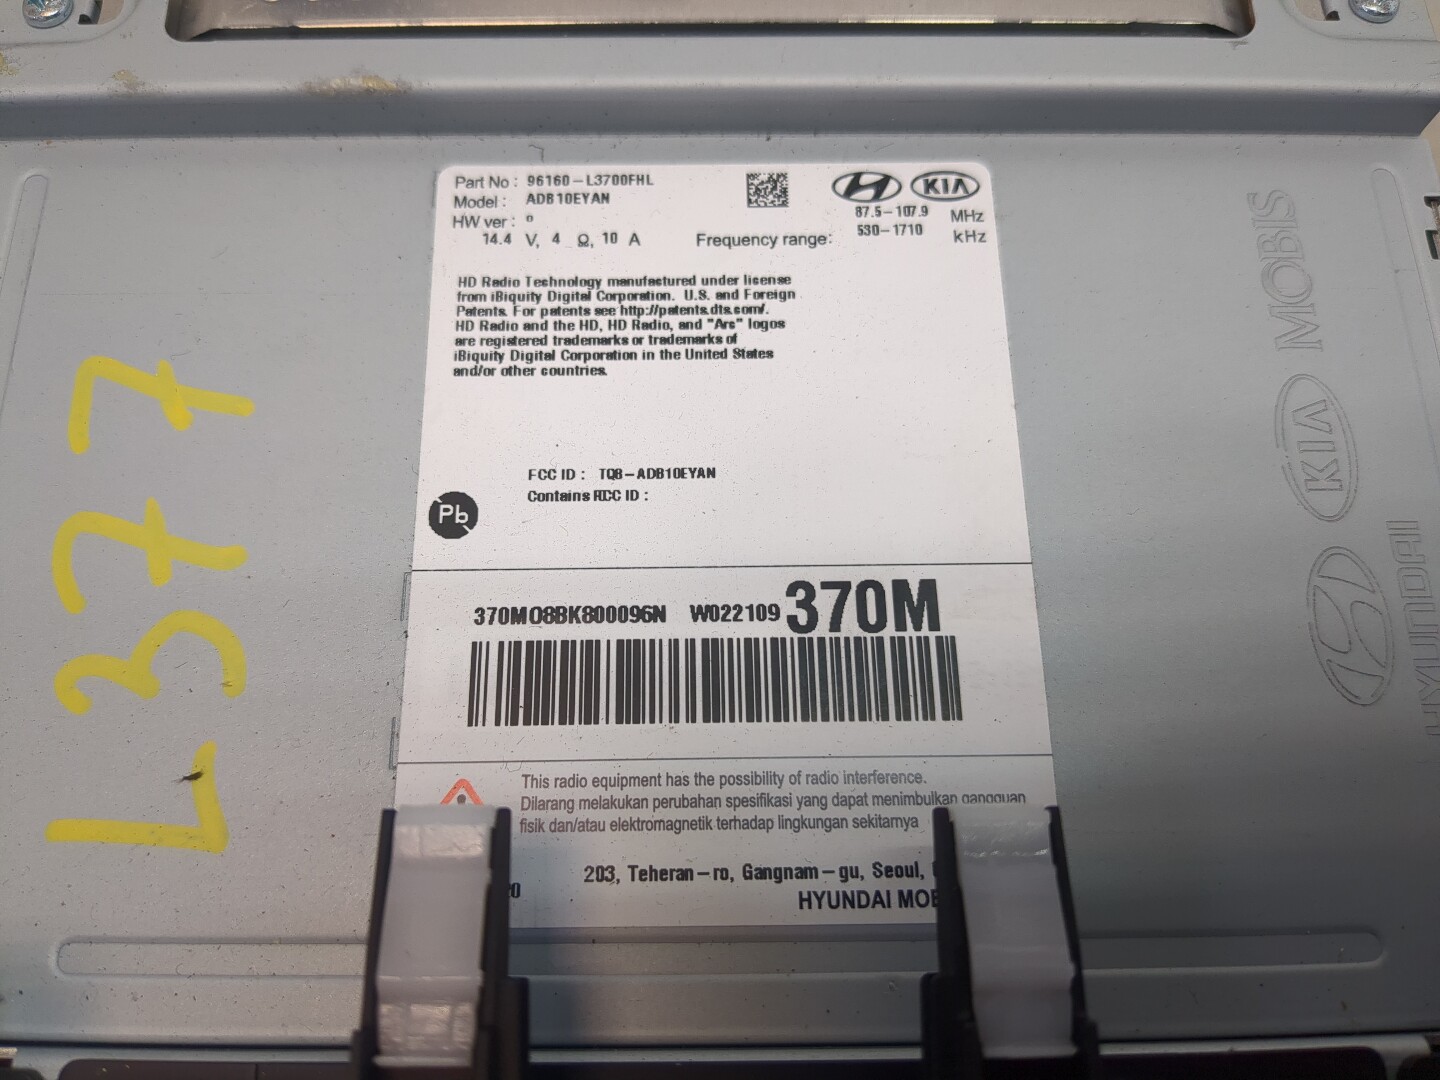 Part No : 96160-L3700FHL
Model : ADB10EYAN
HW ver : 0
14.4 V, 4 Ω, 10 A
KIA
Frequency range: 87.5-107.9 MHz
530-1710 kHz
HD Radio Technology manufactured under license
from iBiquity Digital Corporation. U.S. and Foreign
Patents. For patents see http://patents.dts.com/.
HD Radio and the HD, HD Radio, and "Arc" logos
are registered trademarks or trademarks of
iBiquity Digital Corporation in the United States
and/or other countries.
FCC ID : TQ8-ADB10EYAN
Contains FCC ID :
Pb
370MO8BK800096N W022109 370M
This radio equipment has the possibility of radio interference.
Dilarang melakukan perubahan spesifikasi yang dapat menimbulkan gangguan
fisik dan/atau elektromagnetik terhadap lingkungan sekitarnya
203, Teheran-ro, Gangnam-gu, Seoul,
HYUNDAI
L377
MOBIS
KIA
HYUNDAI